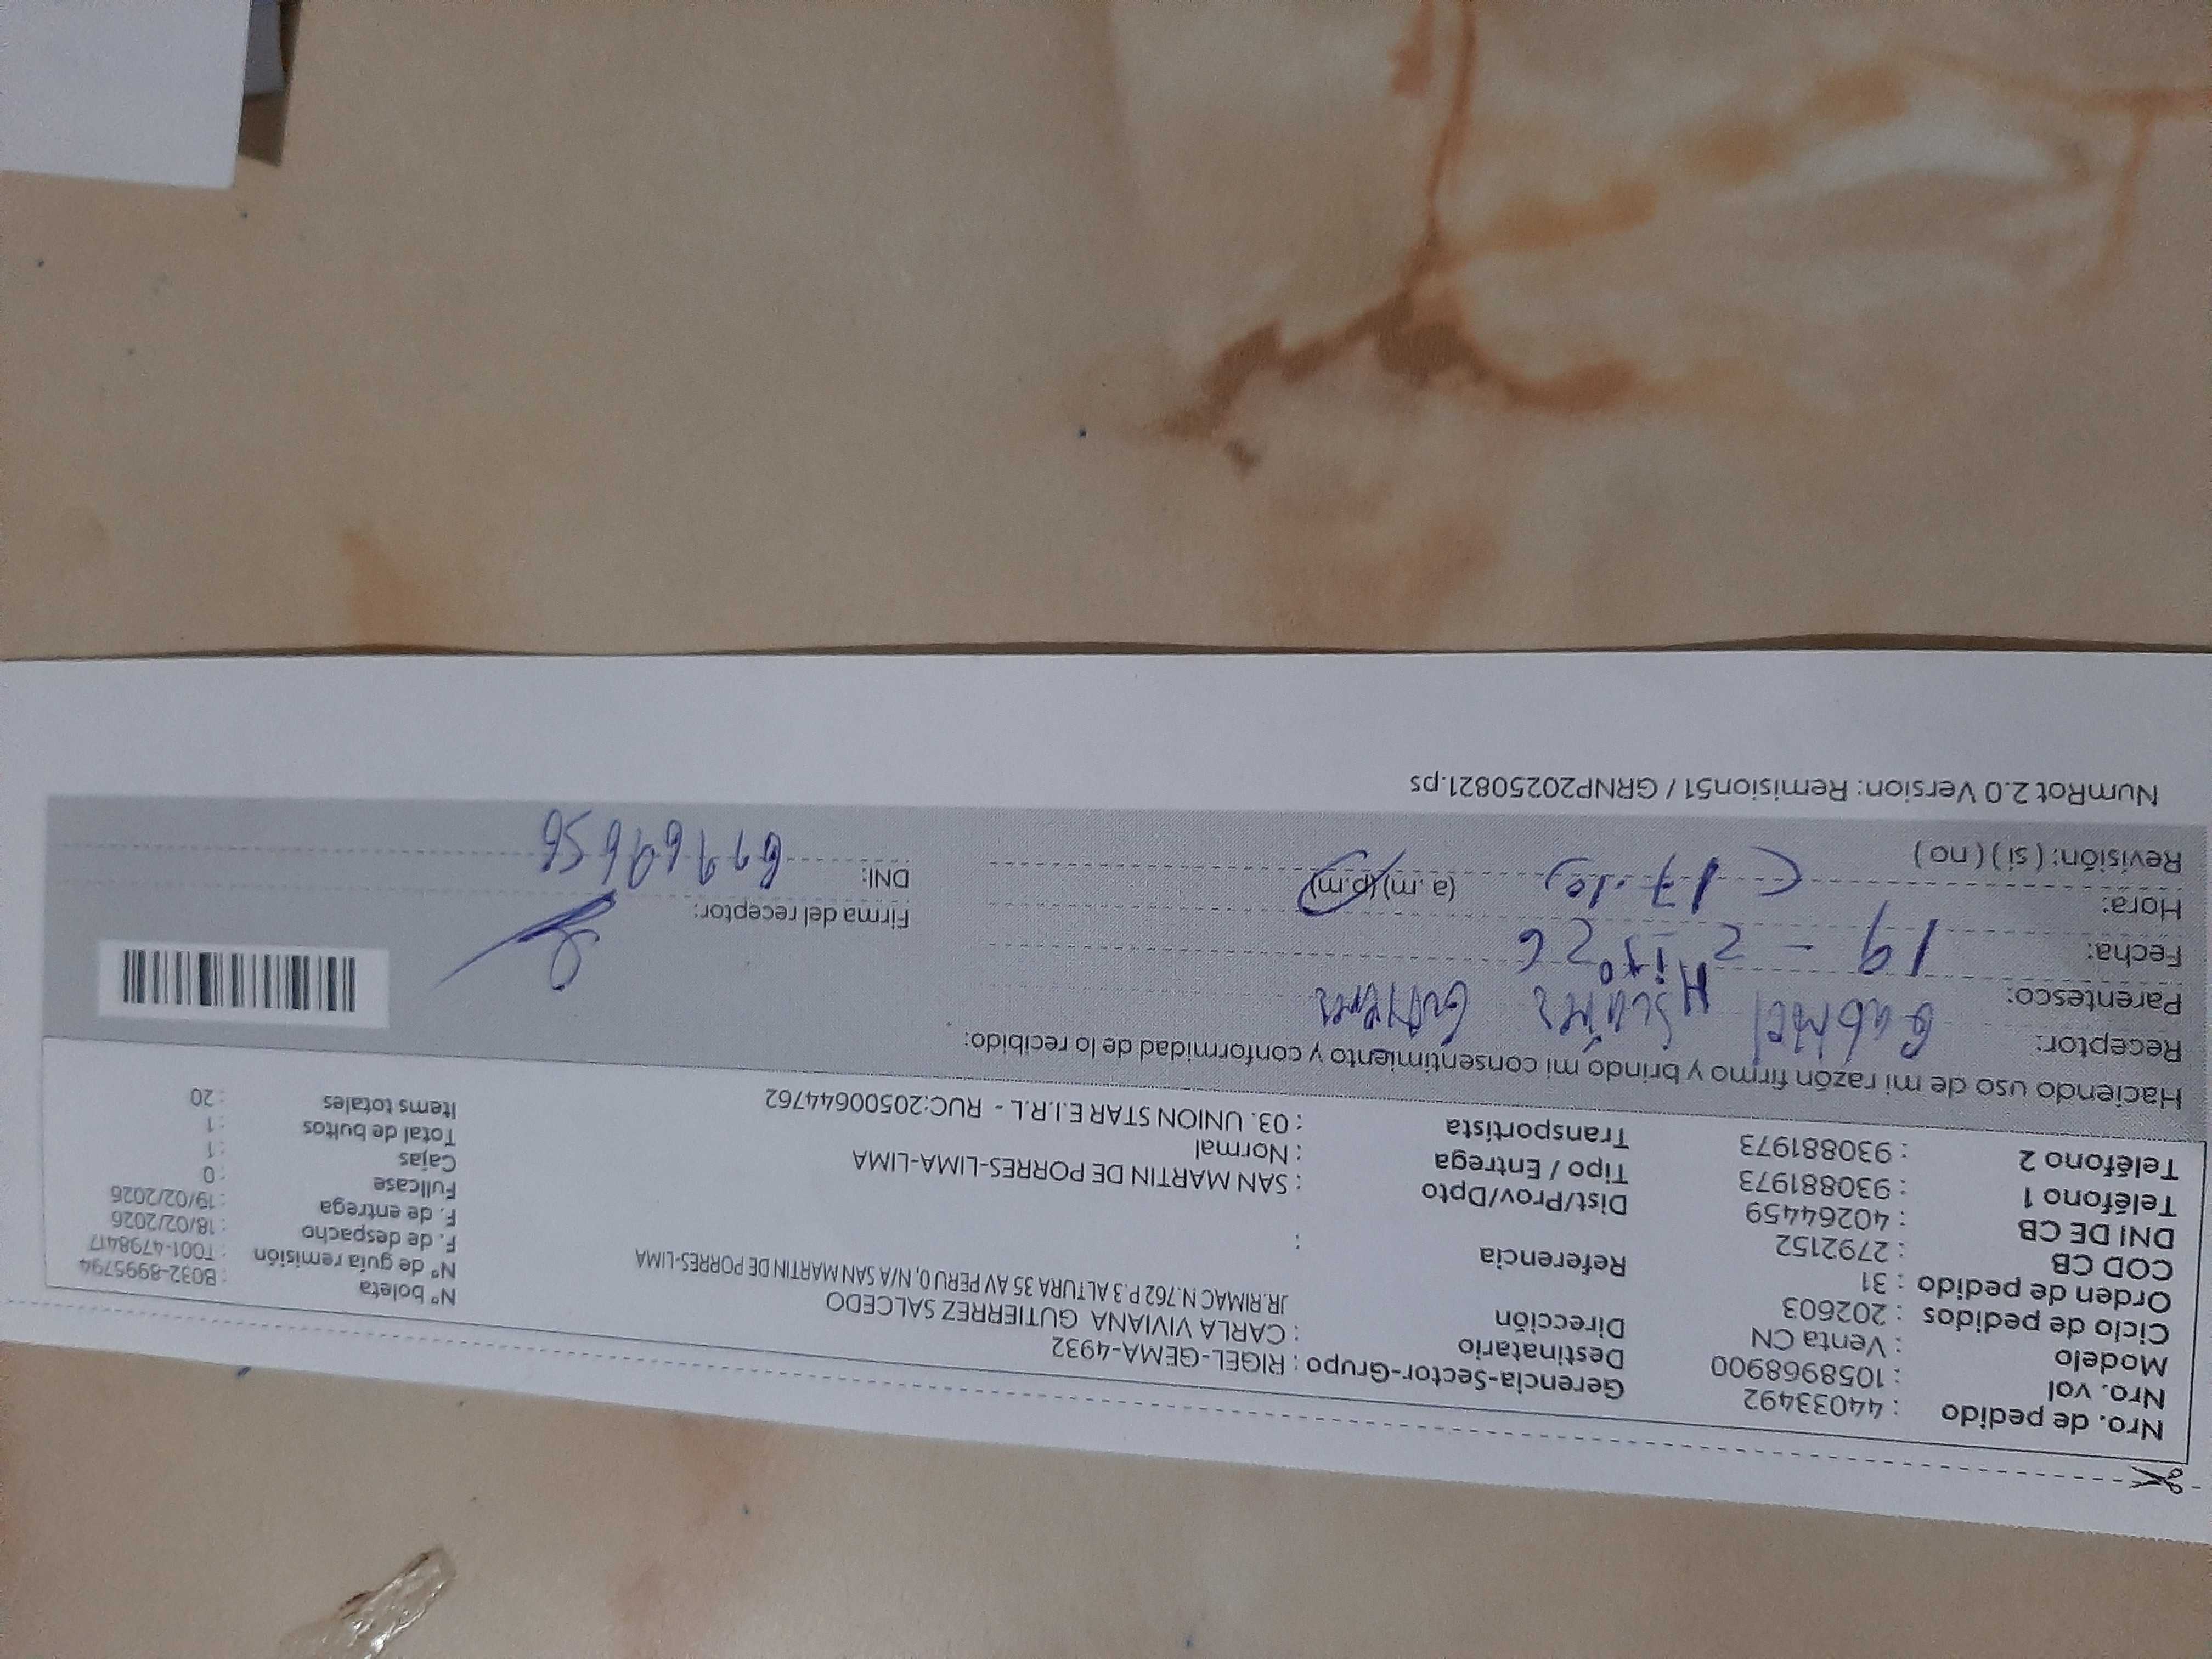 Nro. de pedido : 44033492
Nro. val : 1058968900
Modelo : Venta CN
Ciclo de pedidos : 202603
Orden de pedido : 31
COD CB : 2792152
DNI DE CB : 40264459
Teléfono 1 : 930881973
Teléfono 2 : 930881973
Gerencia-Sector-Grupo : RIGEL-GEMA-4932
Destinatario : CARLA VIVIANA GUTIERREZ SALCEDO
Dirección JR.RIMAC N.762 P.3 ALTURA 35 AV PERU 0, N/A SAN MARTIN DE PORRES-LIMA
Referencia :
Dist/Prov/Dpto : SAN MARTIN DE PORRES-LIMA-LIMA
Tipo / Entrega : Normal
Transportista : 03. UNION STAR E.I.R.L - RUC:20500644762
N° boleta : B032-8995794
N° de guía remisión : T001-4798417
F. de despacho : 18/02/2026
F. de entrega : 19/02/2026
Fullcase : 0
Cajas : 1
Total de bultos : 1
Items totales : 20
Haciendo uso de mi razón firmo y brindo mi consentimiento y conformidad de lo recibido:
Receptor: Gabriel
Parentesco: Hijo
Fecha: 19 - 2 - 26
Hora: (a.m) (p.m)
Revisión: ( si ) ( no )
Firma del receptor:
DNI:
NumRot 2.0 Version: Remision51 / GRNP20250821.ps